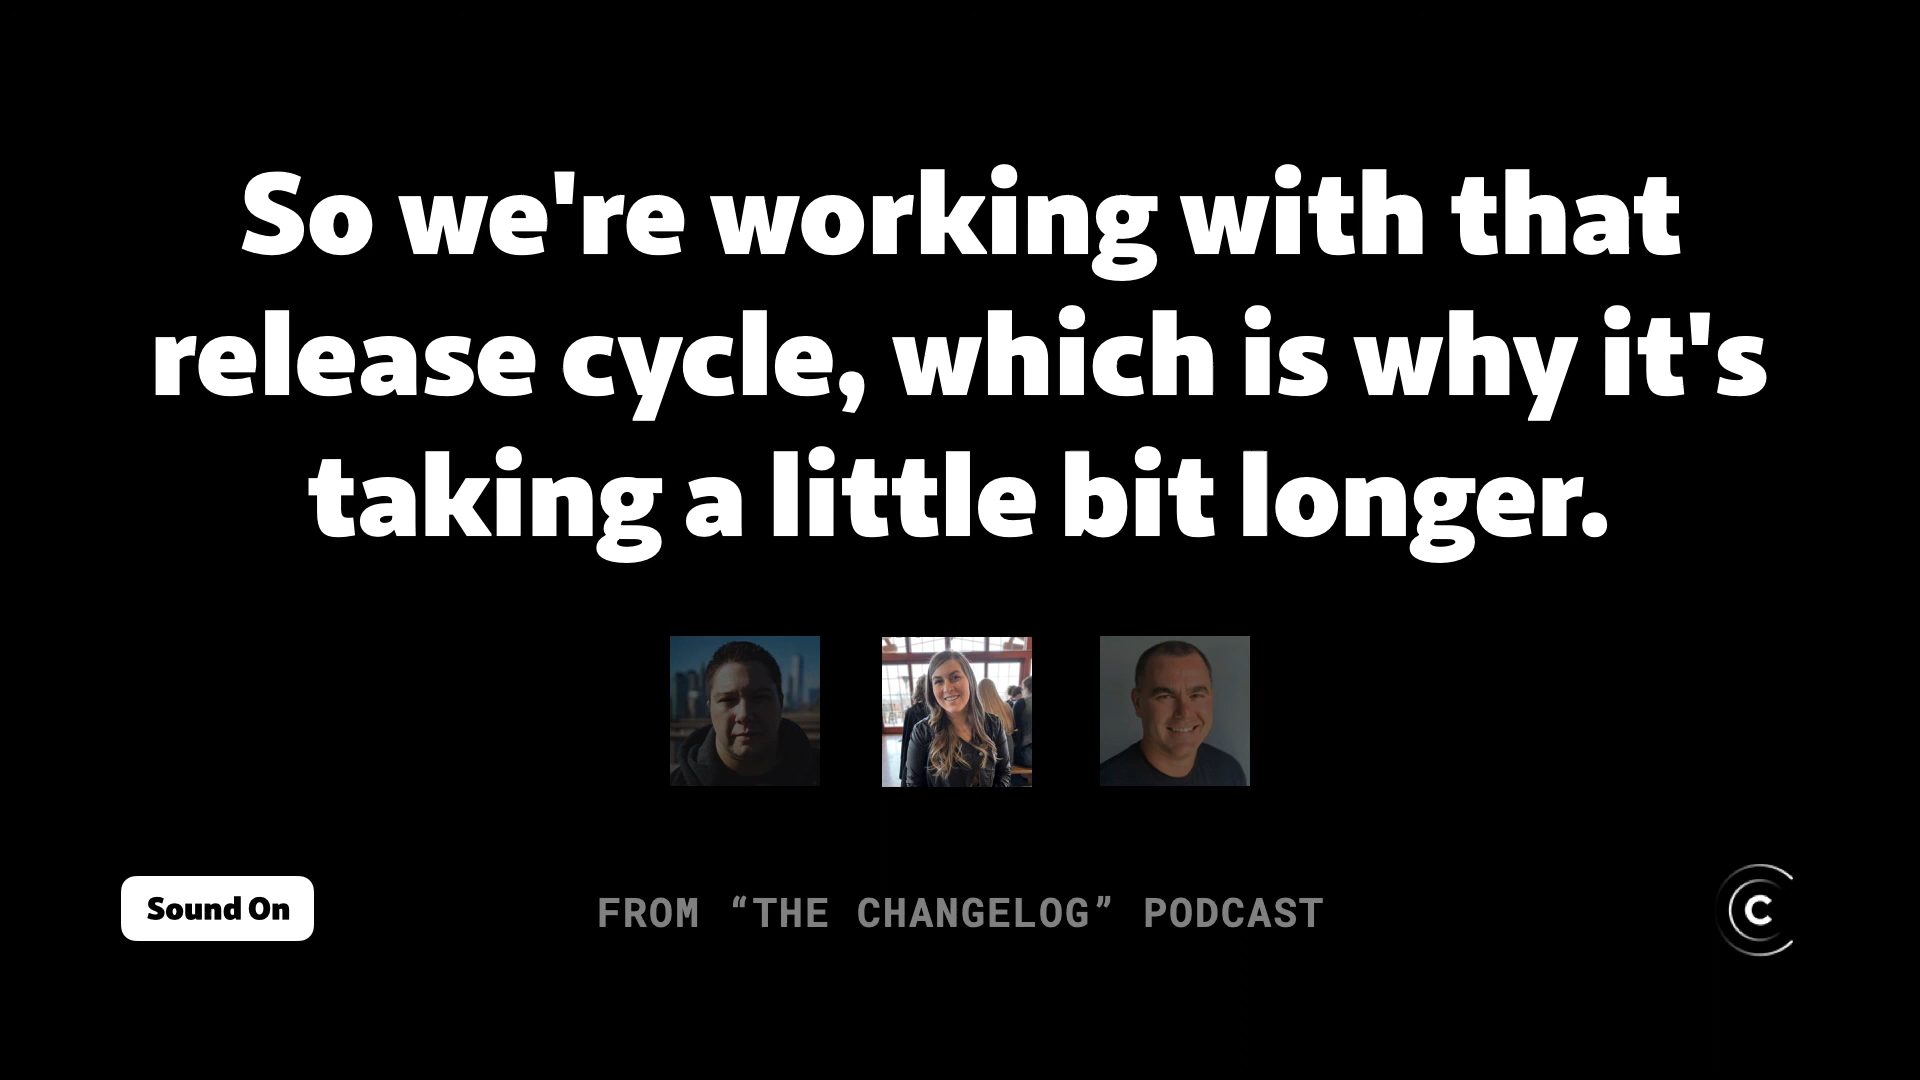 So we're working with that
release cycle, which is why it's
taking a little bit longer.
Sound On
FROM “THE CHANGELOG” PODCAST
C